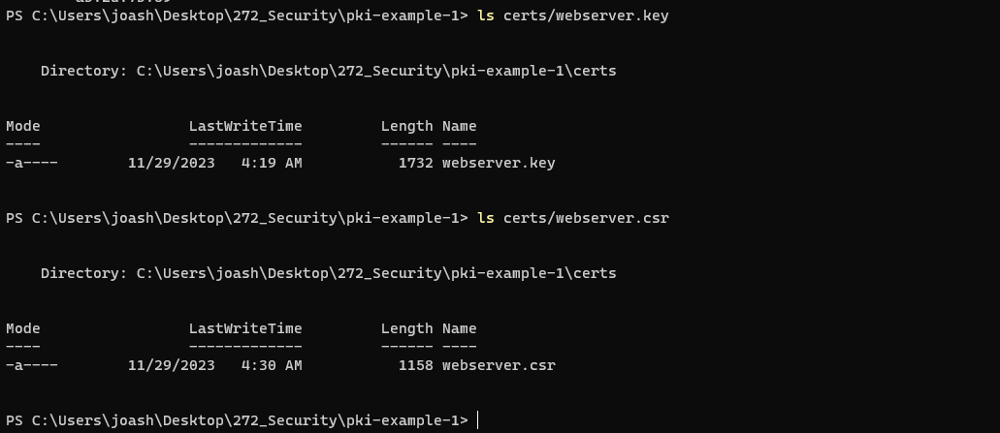 PS C:\Users\joash\Desktop\272_Security\pki-example-1> ls certs/webserver.key
Directory: C:\Users\joash\Desktop\272_Security\pki-example-1\certs
Mode LastWriteTime Length Name
---- ------------- ------ ----
-a---- 11/29/2023 4:19 AM 1732 webserver.key
PS C:\Users\joash\Desktop\272_Security\pki-example-1> ls certs/webserver.csr
Directory: C:\Users\joash\Desktop\272_Security\pki-example-1\certs
Mode LastWriteTime Length Name
---- ------------- ------ ----
-a---- 11/29/2023 4:30 AM 1158 webserver.csr
PS C:\Users\joash\Desktop\272_Security\pki-example-1>